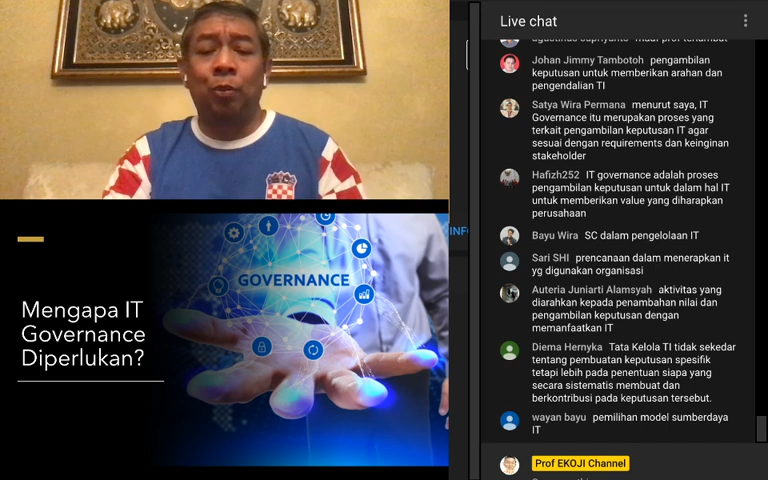 Live chat
agustinus supriyanto maaf prof terlambat
Johan Jimmy Tambotoh pengambilan
keputusan untuk memberikan arahan dan
pengendalian TI
Satya Wira Permana menurut saya, IT
Governance itu merupakan proses yang
terkait pengambilan keputusan IT agar
sesuai dengan requirements dan keinginan
stakeholder
Hafizh252 IT governance adalah proses
pengambilan keputusan untuk dalam hal IT
untuk memberikan value yang diharapkan
perusahaan
Bayu Wira SC dalam pengelolaan IT
Sari SHI prencanaan dalam menerapkan it
yg digunakan organisasi
Auteria Juniarti Alamsyah aktivitas yang
diarahkan kepada penambahan nilai dan
pengambilan keputusan dengan
memanfaatkan IT
Diema Hernyka Tata Kelola TI tidak sekedar
tentang pembuatan keputusan spesifik
tetapi lebih pada penentuan siapa yang
secara sistematis membuat dan
berkontribusi pada keputusan tersebut.
wayan bayu pemilihan model sumberdaya
IT
Prof EKOJI Channel
GOVERNANCE
Mengapa IT
Governance
Diperlukan?